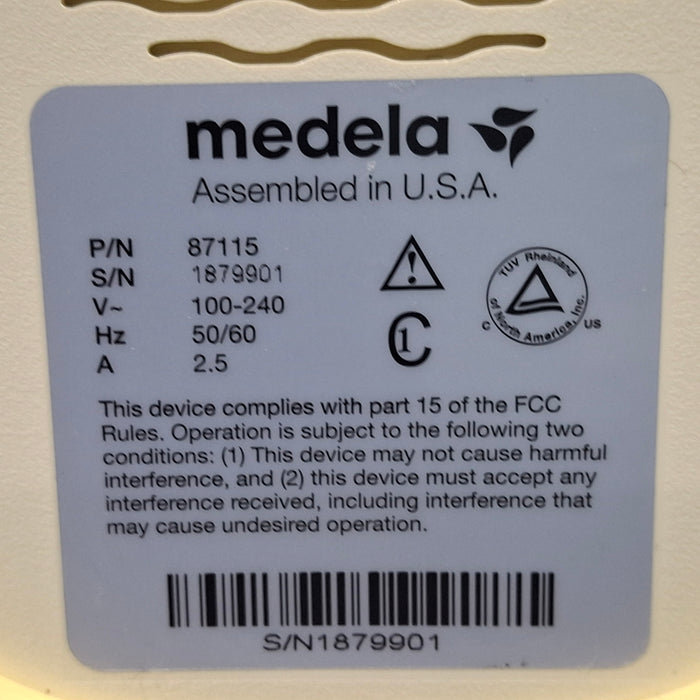 medela
Assembled in U.S.A.
P/N 87115
S/N 1879901
V~ 100-240
Hz 50/60
A 2.5
!
C1
TUV Rheinland
of North America, Inc.
C US
This device complies with part 15 of the FCC
Rules. Operation is subject to the following two
conditions: (1) This device may not cause harmful
interference, and (2) this device must accept any
interference received, including interference that
may cause undesired operation.
S/N1879901